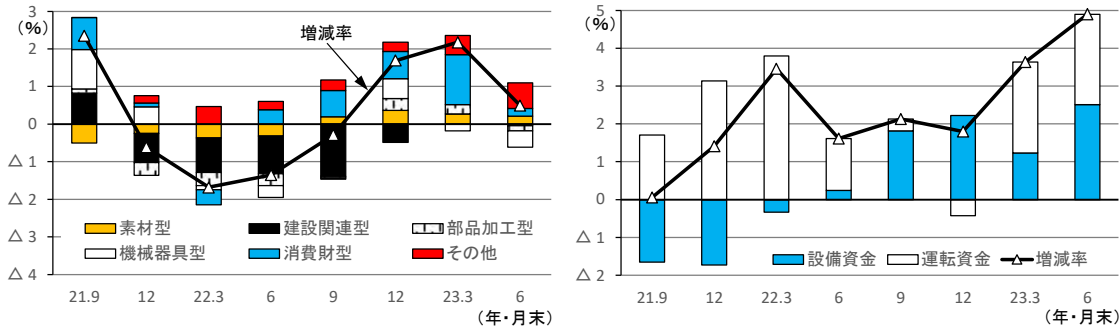 3
(%)
2
1
0
△ 1
△ 2
△ 3
△ 4
増減率
素材型 建設関連型 部品加工型
機械器具型 消費財型 その他
21.9 12 22.3 6 9 12 23.3 6
(年・月末)
5
(%)
4
3
2
1
0
△ 1
△ 2
設備資金 運転資金 増減率
21.9 12 22.3 6 9 12 23.3 6
(年・月末)